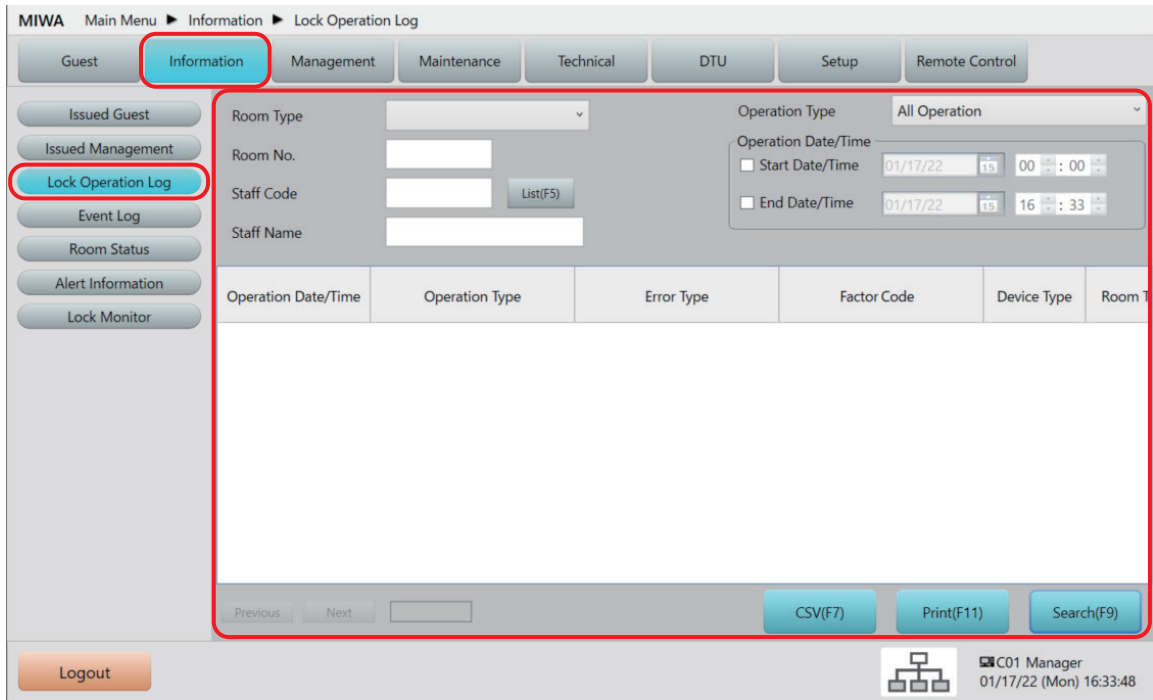 MIWA Main Menu ▶ Information ▶ Lock Operation Log
Guest Information Management Maintenance Technical DTU Setup Remote Control
Issued Guest
Issued Management
Lock Operation Log
Event Log
Room Status
Alert Information
Lock Monitor
Room Type
Room No.
Staff Code List(F5)
Staff Name
Operation Type All Operation
Operation Date/Time
Start Date/Time 01/17/22 15 00 : 00
End Date/Time 01/17/22 15 16 : 33
Operation Date/Time Operation Type Error Type Factor Code Device Type Room T
Previous Next CSV(F7) Print(F11) Search(F9)
Logout
C01 Manager
01/17/22 (Mon) 16:33:48